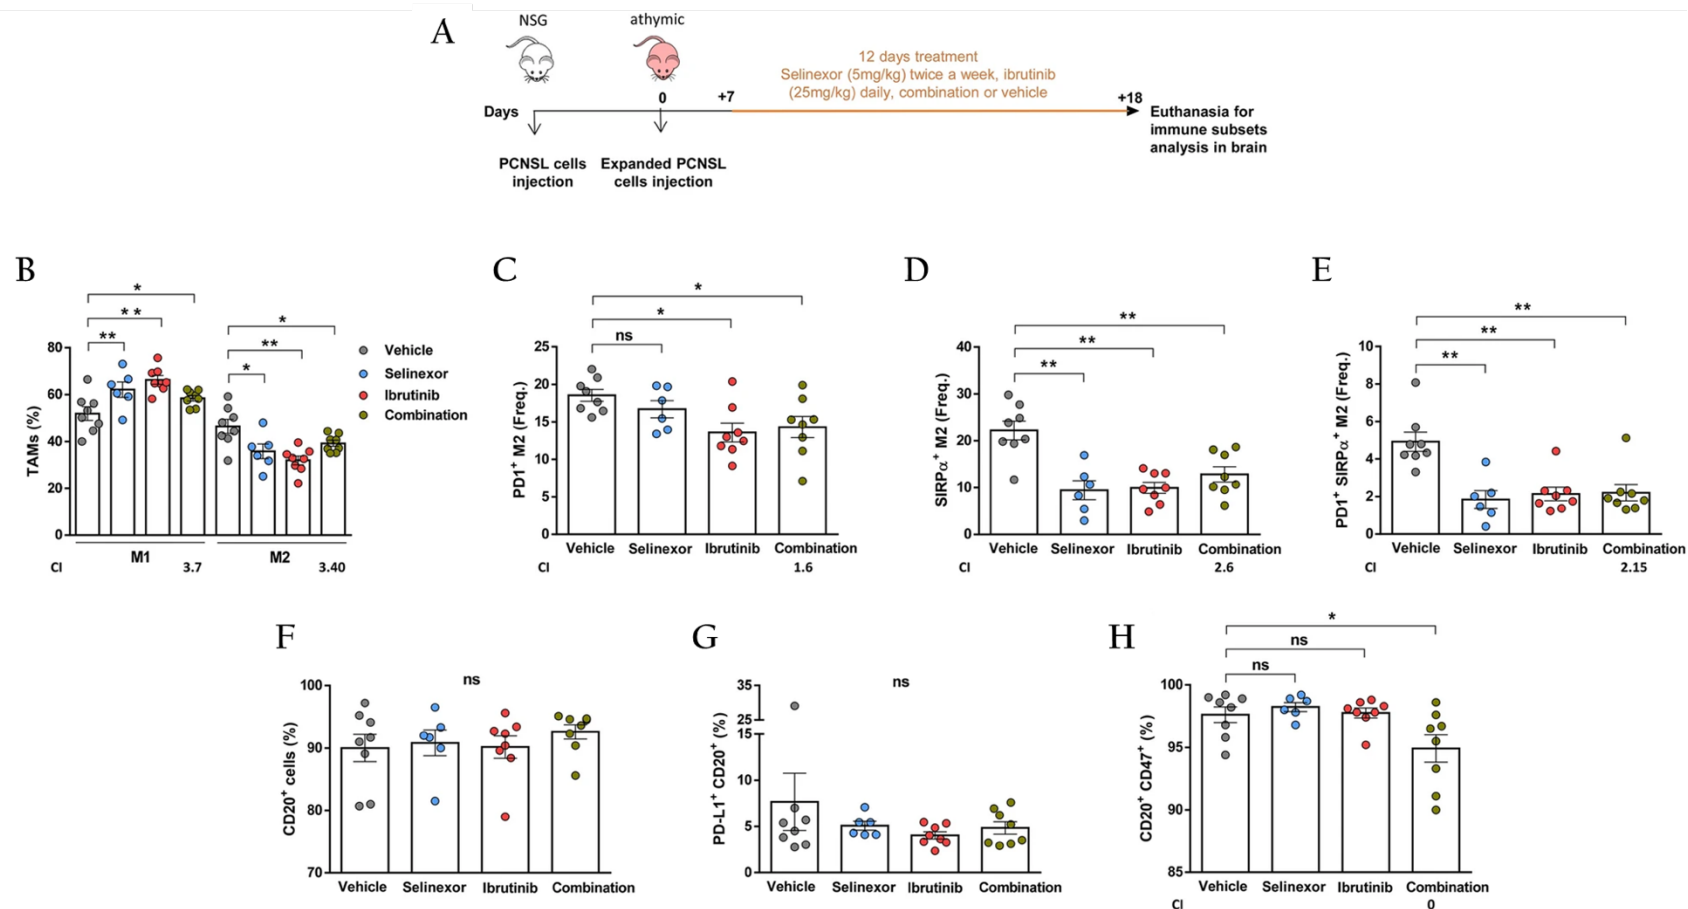 A
NSG
athymic
12 days treatment
Selinexor (5mg/kg) twice a week, ibrutinib
(25mg/kg) daily, combination or vehicle
Days
0
+7
+18
Euthanasia for
immune subsets
analysis in brain
PCNSL cells
injection
Expanded PCNSL
cells injection
B
*
* *
**
*
**
*
TAMs (%)
80
60
40
20
0
M1
M2
CI
3.7
3.40
Vehicle
Selinexor
Ibrutinib
Combination
C
*
*
ns
PD1+ M2 (Freq.)
25
20
15
10
5
0
Vehicle
Selinexor
Ibrutinib
Combination
CI
1.6
D
**
**
**
SIRPα+ M2 (Freq.)
40
30
20
10
0
Vehicle
Selinexor
Ibrutinib
Combination
CI
2.6
E
**
**
**
PD1+ SIRPα+ M2 (Freq.)
10
8
6
4
2
0
Vehicle
Selinexor
Ibrutinib
Combination
CI
2.15
F
ns
CD20+ cells (%)
100
90
80
70
Vehicle
Selinexor
Ibrutinib
Combination
G
ns
PD-L1+ CD20+ (%)
35
25
15
10
5
0
Vehicle
Selinexor
Ibrutinib
Combination
H
*
ns
ns
CD20+ CD47+ (%)
100
95
90
85
Vehicle
Selinexor
Ibrutinib
Combination
CI
0